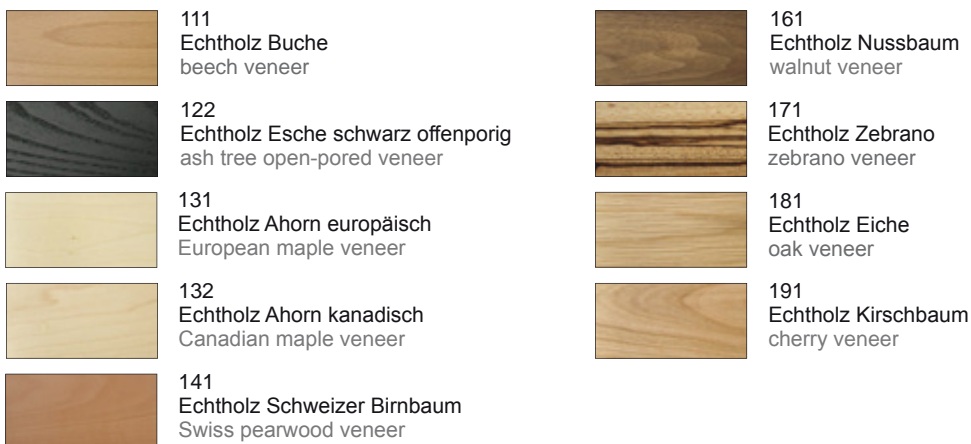 111
Echtholz Buche
beech veneer
122
Echtholz Esche schwarz offenporig
ash tree open-pored veneer
131
Echtholz Ahorn europäisch
European maple veneer
132
Echtholz Ahorn kanadisch
Canadian maple veneer
141
Echtholz Schweizer Birnbaum
Swiss pearwood veneer
161
Echtholz Nussbaum
walnut veneer
171
Echtholz Zebrano
zebrano veneer
181
Echtholz Eiche
oak veneer
191
Echtholz Kirschbaum
cherry veneer